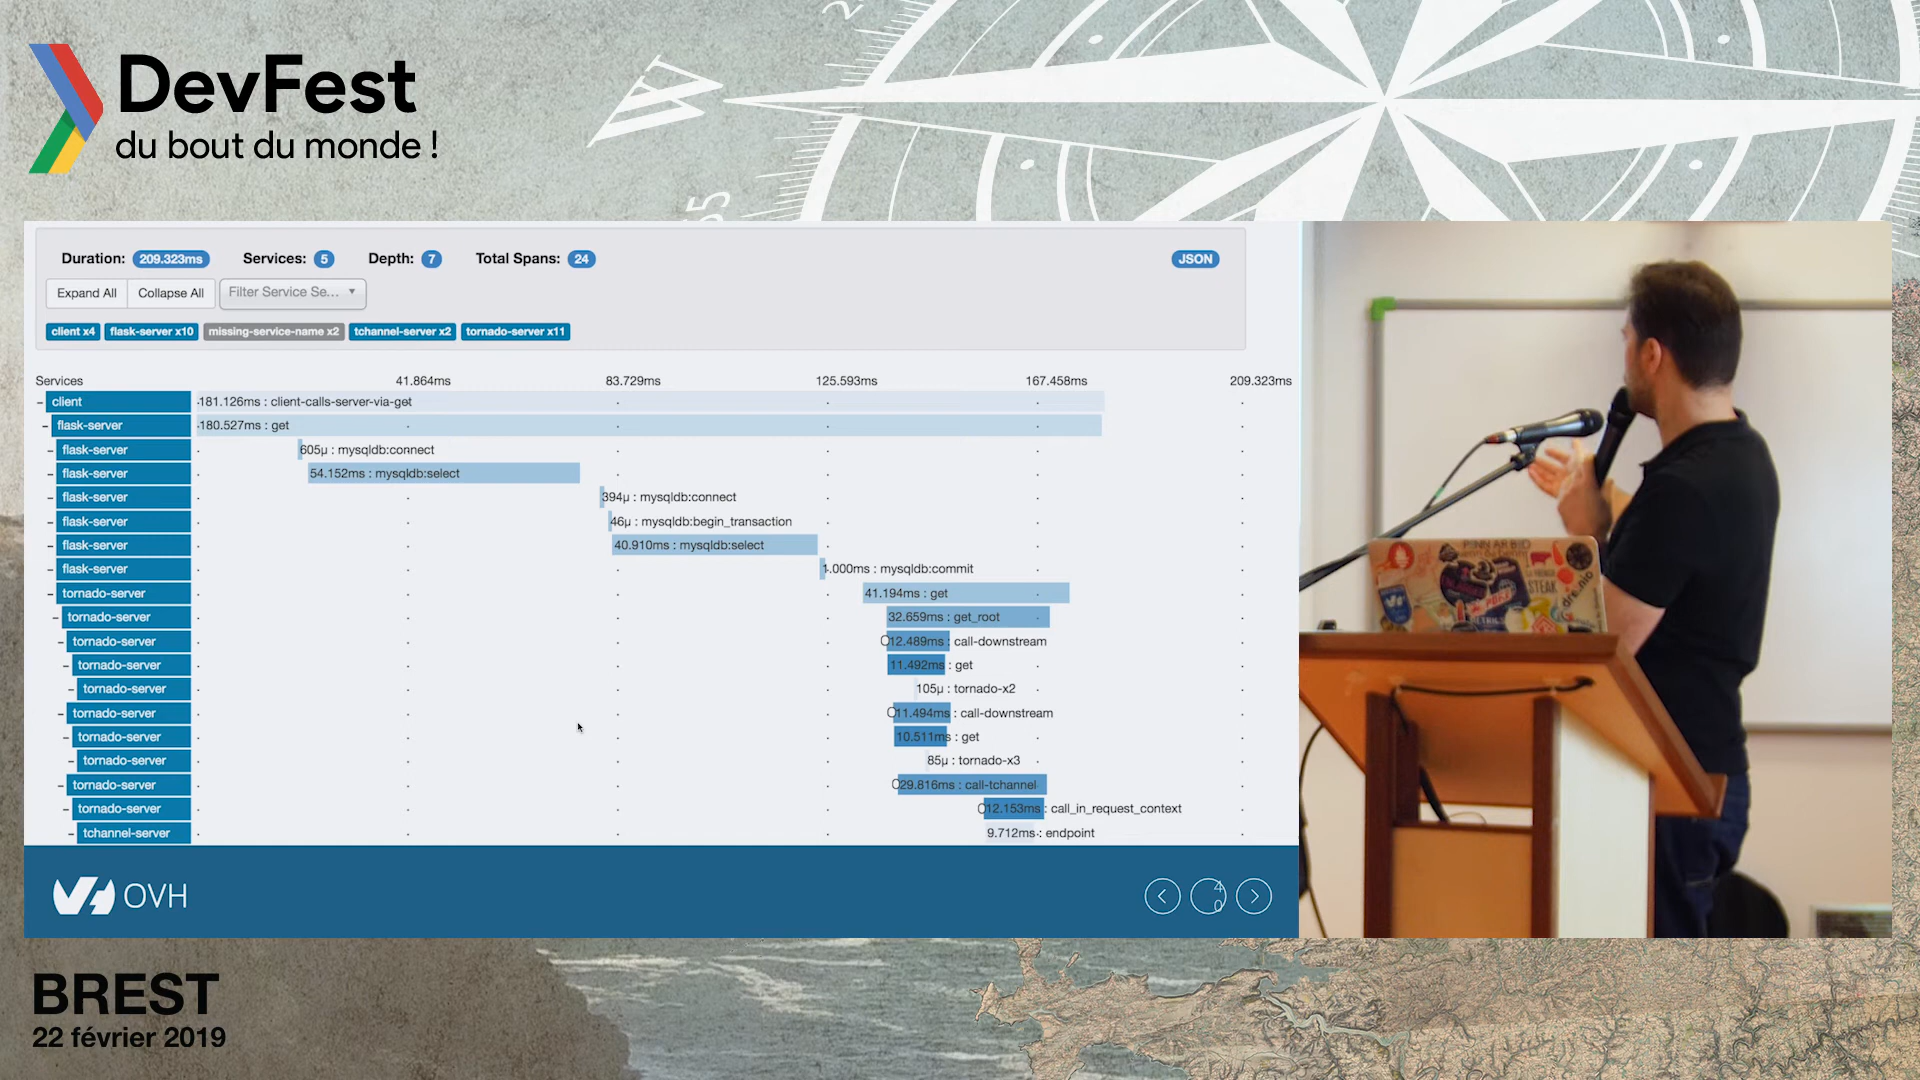 DevFest
du bout du monde !
W
Duration: 209.323ms Services: 5 Depth: 7 Total Spans: 24 JSON
Expand All Collapse All Filter Service Se...
client x4 flask-server x10 missing-service-name x2 tchannel-server x2 tornado-server x11
Services 41.864ms 83.729ms 125.593ms 167.458ms 209.323ms
client 181.126ms : client-calls-server-via-get
flask-server 180.527ms : get
flask-server 605μ : mysqldb:connect
flask-server 54.152ms : mysqldb:select
flask-server 394μ : mysqldb:connect
flask-server 46μ : mysqldb:begin_transaction
flask-server 40.910ms : mysqldb:select
flask-server 1.000ms : mysqldb:commit
tornado-server 41.194ms : get
tornado-server 32.659ms : get_root
tornado-server 12.489ms : call-downstream
tornado-server 11.492ms : get
tornado-server 105μ : tornado-x2
tornado-server 11.494ms : call-downstream
tornado-server 10.511ms : get
tornado-server 85μ : tornado-x3
tornado-server 29.816ms : call-tchannel
tornado-server 12.153ms : call_in_request_context
tchannel-server 9.712ms : endpoint
OVH
40
PENN AR BED
STEAK
BREST
22 février 2019